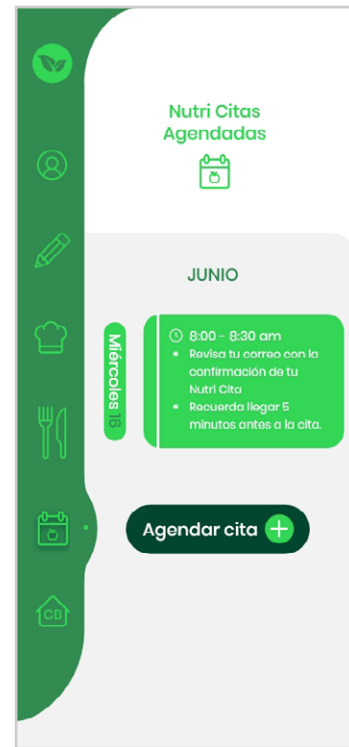 Nutri Citas
Agendadas
JUNIO
Miércoles 16
8:00 - 8:30 am
• Revisa tu correo con la
confirmación de tu
Nutri Cita
• Recuerda llegar 5
minutos antes a la cita.
Agendar cita +
CB